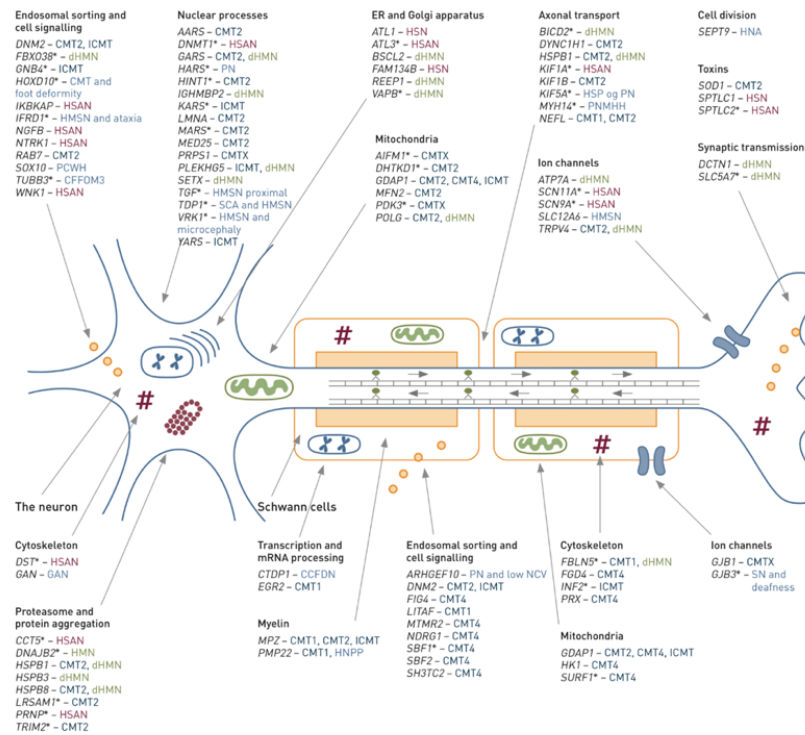 Endosomal sorting and
cell signalling
DNM2 – CMT2, ICMT
FBXO38* – dHMN
GNB4* – ICMT
HOXD10* – CMT and
foot deformity
IKBKAP – HSAN
IFRD1* – HMSN and ataxia
NGFB – HSAN
NTRK1 – HSAN
RAB7 – CMT2
SOX10 – PCWH
TUBB3* – CFFOM3
WNK1 – HSAN
Nuclear processes
AARS – CMT2
DNMT1* – HSAN
GARS – CMT2, dHMN
HARS* – PN
HINT1* – CMT2
IGHMBP2 – dHMN
KARS* – ICMT
LMNA – CMT2
MARS* – CMT2
MED25 – CMT2
PRPS1 – CMTX
PLEKHG5 – ICMT, dHMN
SETX – dHMN
TGF* – HMSN proximal
TDP1* – SCA and HMSN
VRK1* – HMSN and
microcephaly
YARS – ICMT
ER and Golgi apparatus
ATL1 – HSN
ATL3* – HSAN
BSCL2 – dHMN
FAM134B – HSN
REEP1 – dHMN
VAPB* – dHMN
Mitochondria
AIFM1* – CMTX
DHTKD1* – CMT2
GDAP1 – CMT2, CMT4, ICMT
MFN2 – CMT2
PDK3* – CMTX
POLG – CMT2, dHMN
Axonal transport
BICD2* – dHMN
DYNC1H1 – CMT2
HSPB1 – CMT2, dHMN
KIF1A* – HSAN
KIF1B – CMT2
KIF5A* – HSP og PN
MYH14* – PNMHH
NEFL – CMT1, CMT2
Ion channels
ATP7A – dHMN
SCN11A* – HSAN
SCN9A* – HSAN
SLC12A6 – HMSN
TRPV4 – CMT2, dHMN
Cell division
SEPT9 – HNA
Toxins
SOD1 – CMT2
SPTLC1 – HSN
SPTLC2* – HSAN
Synaptic transmission
DCTN1 – dHMN
SLC5A7* – dHMN
The neuron
Schwann cells
Cytoskeleton
DST* – HSAN
GAN – GAN
Proteasome and
protein aggregation
CCT5* – HSAN
DNAJB2* – HMN
HSPB1 – CMT2, dHMN
HSPB3 – dHMN
HSPB8 – CMT2, dHMN
LRSAM1* – CMT2
PRNP* – HSAN
TRIM2* – CMT2
Transcription and
mRNA processing
CTDP1 – CCFDN
EGR2 – CMT1
Myelin
MPZ – CMT1, CMT2, ICMT
PMP22 – CMT1, HNPP
Endosomal sorting and
cell signalling
ARHGEF10 – PN and low NCV
DNM2 – CMT2, ICMT
FIG4 – CMT4
LITAF – CMT1
MTMR2 – CMT4
NDRG1 – CMT4
SBF1* – CMT4
SBF2 – CMT4
SH3TC2 – CMT4
Cytoskeleton
FBLN5* – CMT1, dHMN
FGD4 – CMT4
INF2* – ICMT
PRX – CMT4
Mitochondria
GDAP1 – CMT2, CMT4, ICMT
HK1 – CMT4
SURF1* – CMT4
Ion channels
GJB1 – CMTX
GJB3* – SN and
deafness